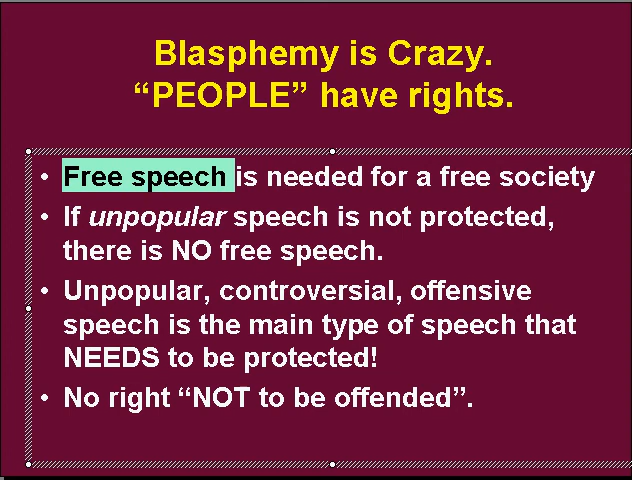 Blasphemy is Crazy.
“PEOPLE” have rights.
• Free speech is needed for a free society
• If unpopular speech is not protected,
there is NO free speech.
• Unpopular, controversial, offensive
speech is the main type of speech that
NEEDS to be protected!
• No right “NOT to be offended”.